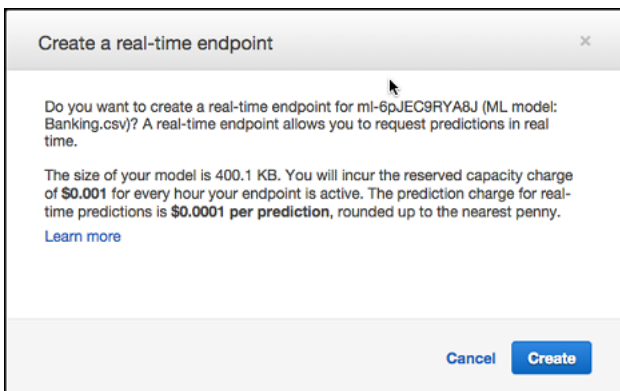 Create a real-time endpoint
×
Do you want to create a real-time endpoint for ml-6pJEC9RYA8J (ML model:
Banking.csv)? A real-time endpoint allows you to request predictions in real
time.
The size of your model is 400.1 KB. You will incur the reserved capacity charge
of $0.001 for every hour your endpoint is active. The prediction charge for real-
time predictions is $0.0001 per prediction, rounded up to the nearest penny.
Learn more
Cancel
Create